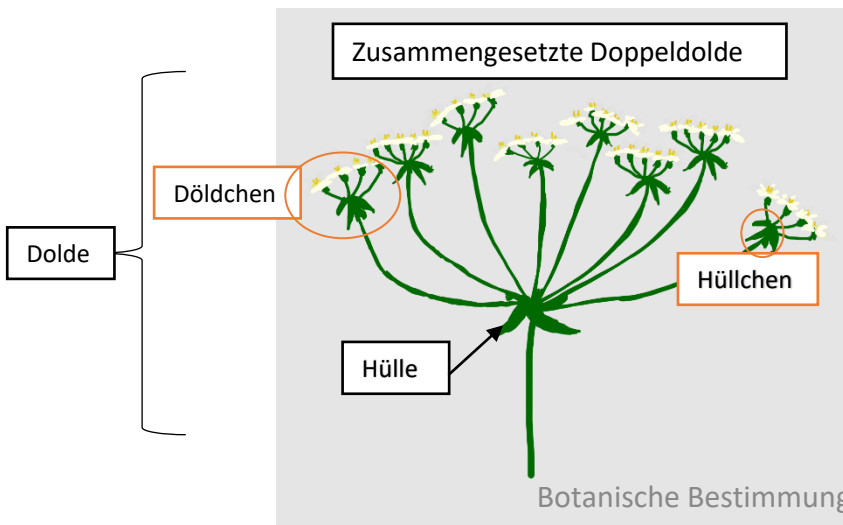 Zusammengesetzte Doppeldolde
Döldchen
Dolde
Hüllchen
Hülle
Botanische Bestimmung